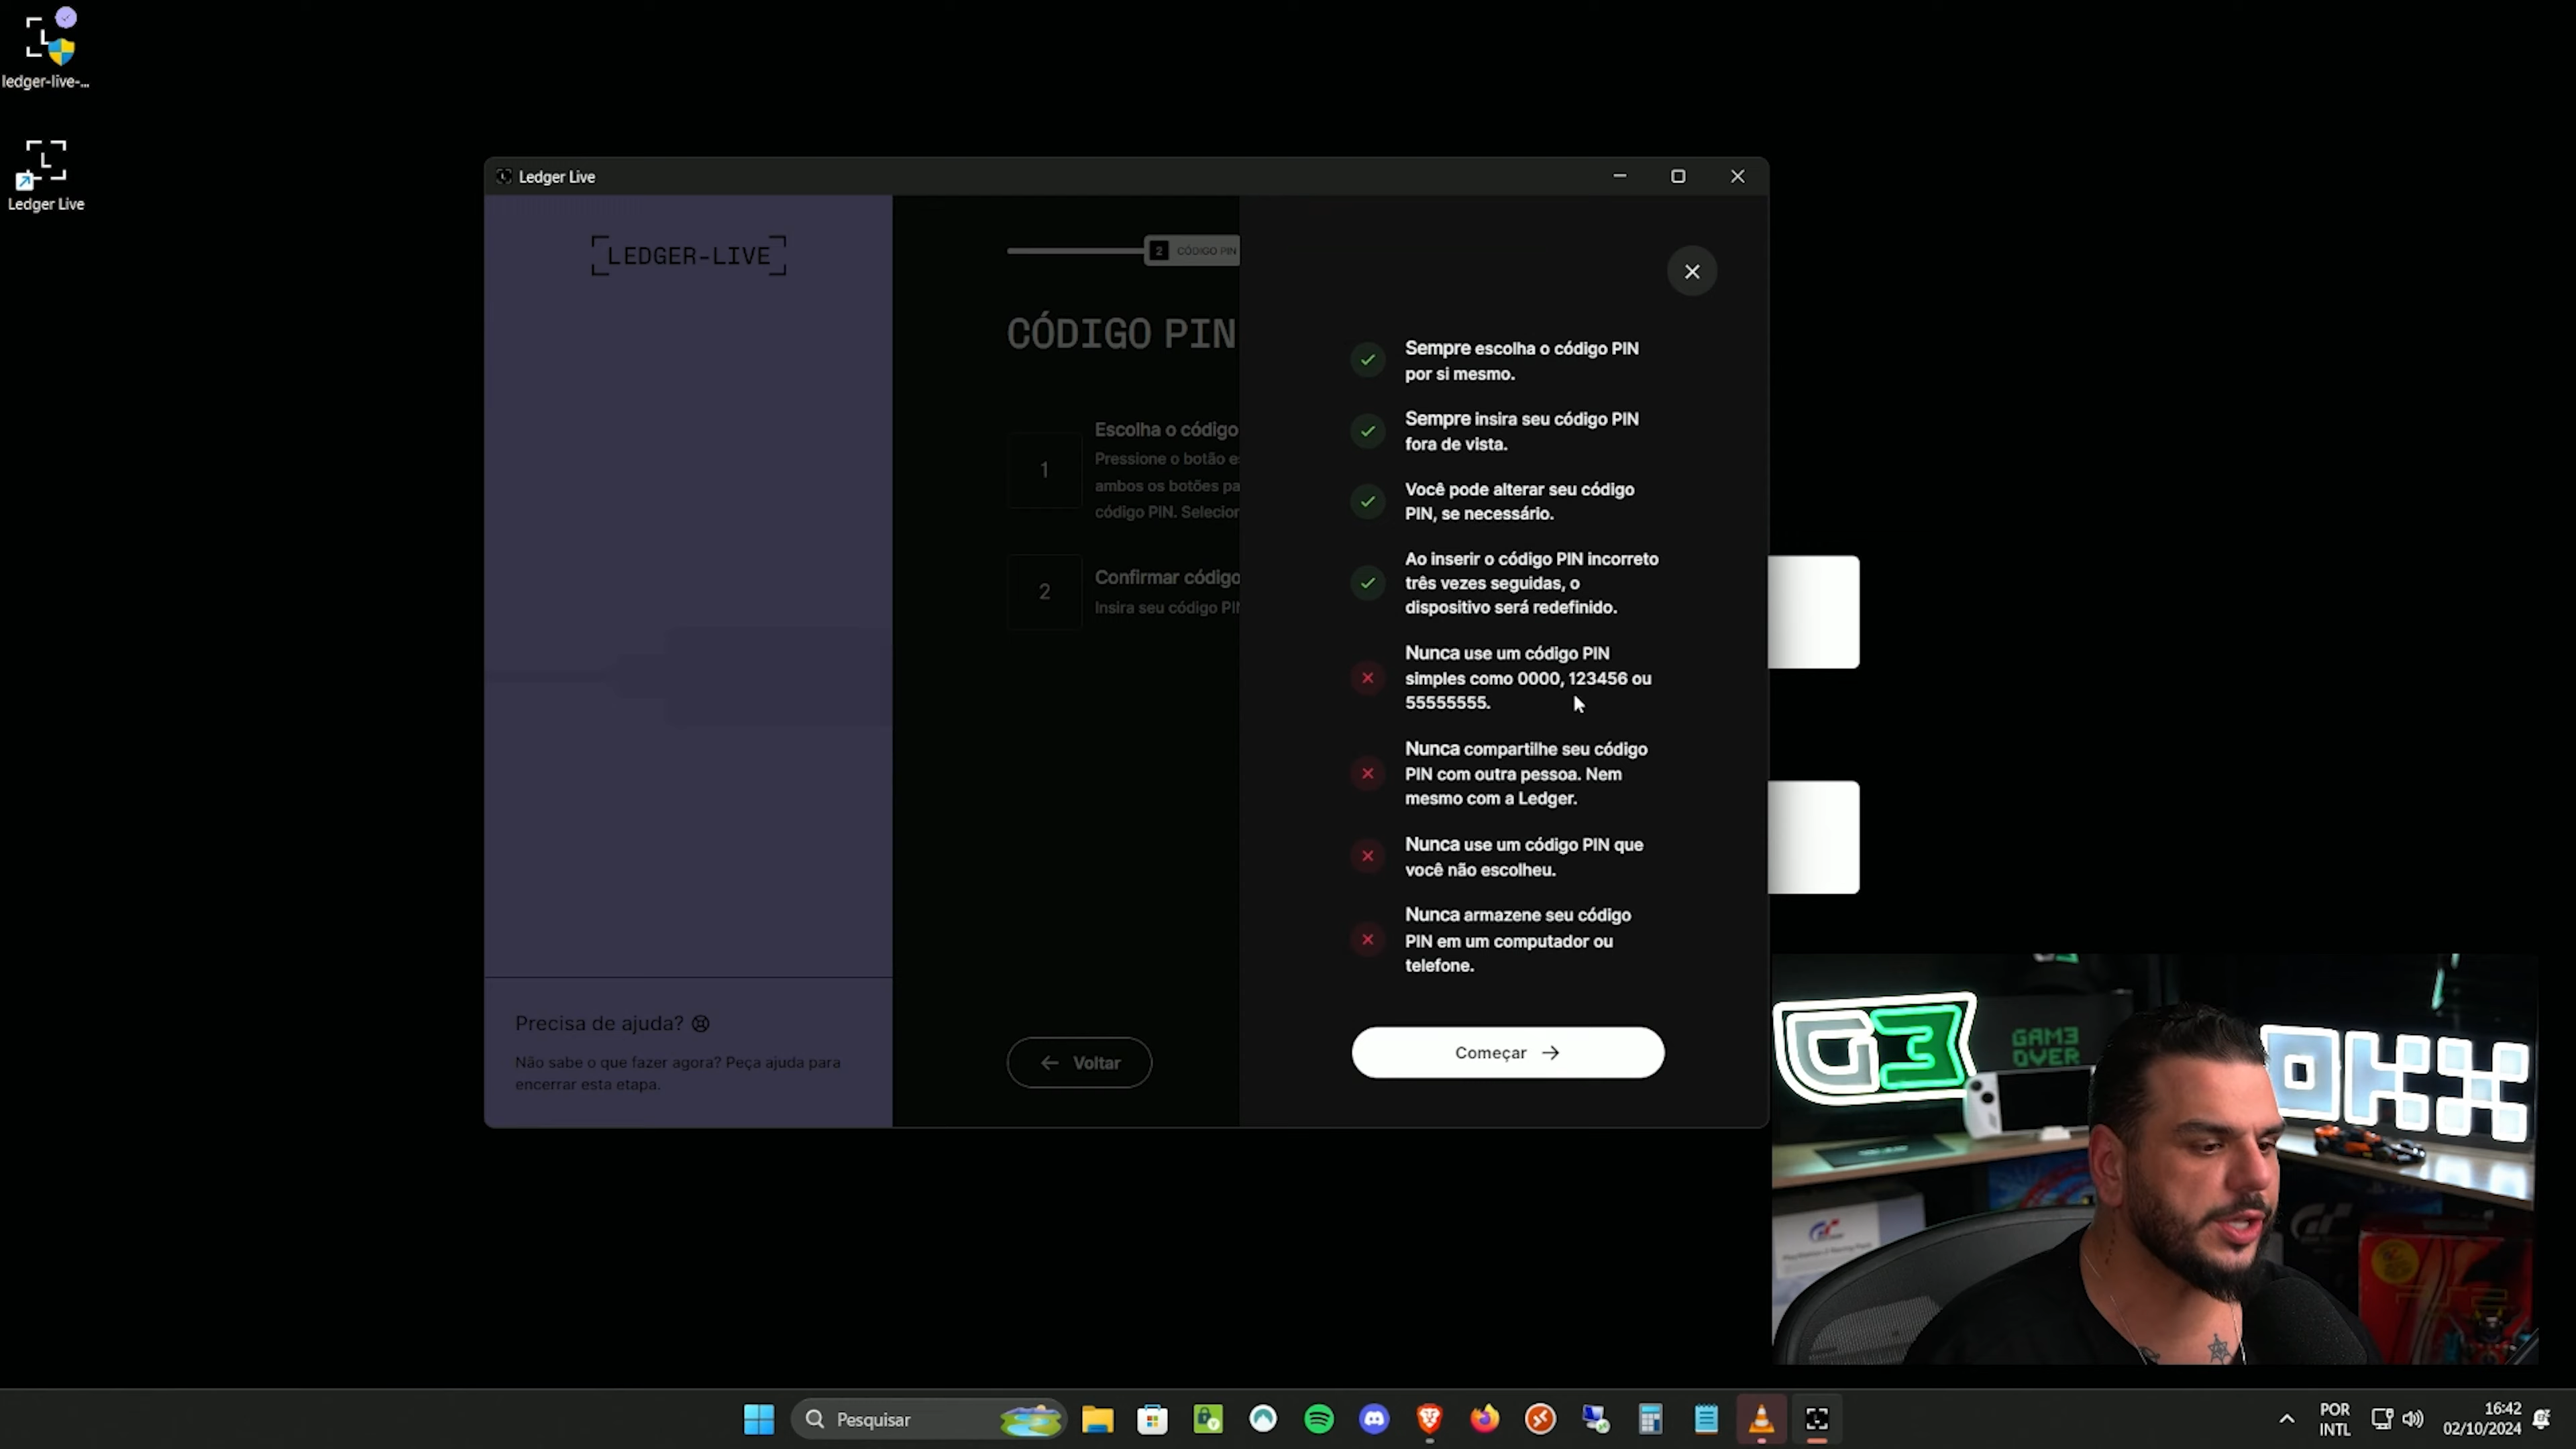 ledger-live-...
Ledger Live
Ledger Live
LEDGER-LIVE
2 CÓDIGO PIN
CÓDIGO PIN
1
Escolha o código
Pressione o botão
ambos os botões
código PIN.
2
Confirmar código
Insira seu código
Voltar
Precisa de ajuda?
Não sabe o que fazer agora? Peça ajuda para
encerrar esta etapa.
Sempre escolha o código PIN
por si mesmo.
Sempre insira seu código PIN
fora de vista.
Você pode alterar seu código
PIN, se necessário.
Ao inserir o código PIN incorreto
três vezes seguidas, o
dispositivo será redefinido.
Nunca use um código PIN
simples como 0000, 123456 ou
55555555.
Nunca compartilhe seu código
PIN com outra pessoa. Nem
mesmo com a Ledger.
Nunca use um código PIN que
você não escolheu.
Nunca armazene seu código
PIN em um computador ou
telefone.
Começar
G3
GAM3
OVER
OKX
Pesquisar
POR
INTL
16:42
02/10/2024